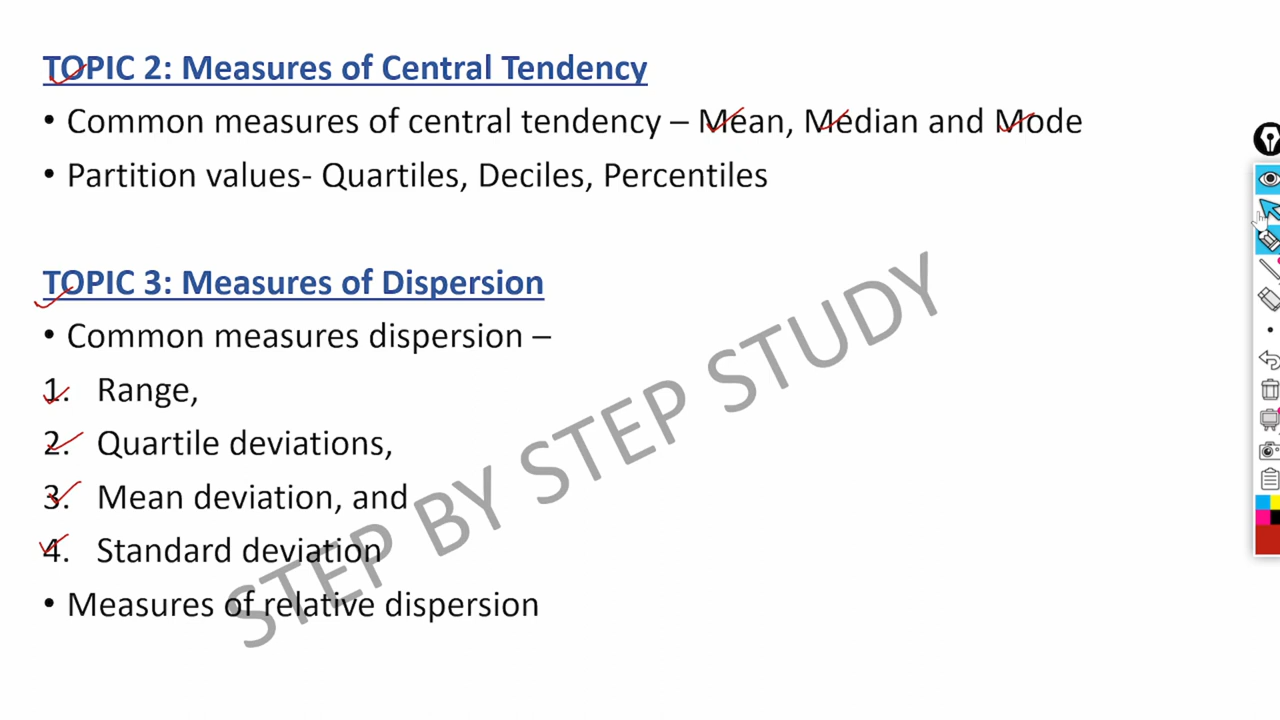 TOPIC 2: Measures of Central Tendency
• Common measures of central tendency – Mean, Median and Mode
• Partition values- Quartiles, Deciles, Percentiles
TOPIC 3: Measures of Dispersion
• Common measures dispersion –
1. Range,
2. Quartile deviations,
3. Mean deviation, and
4. Standard deviation
• Measures of relative dispersion
STEP BY STEP STUDY